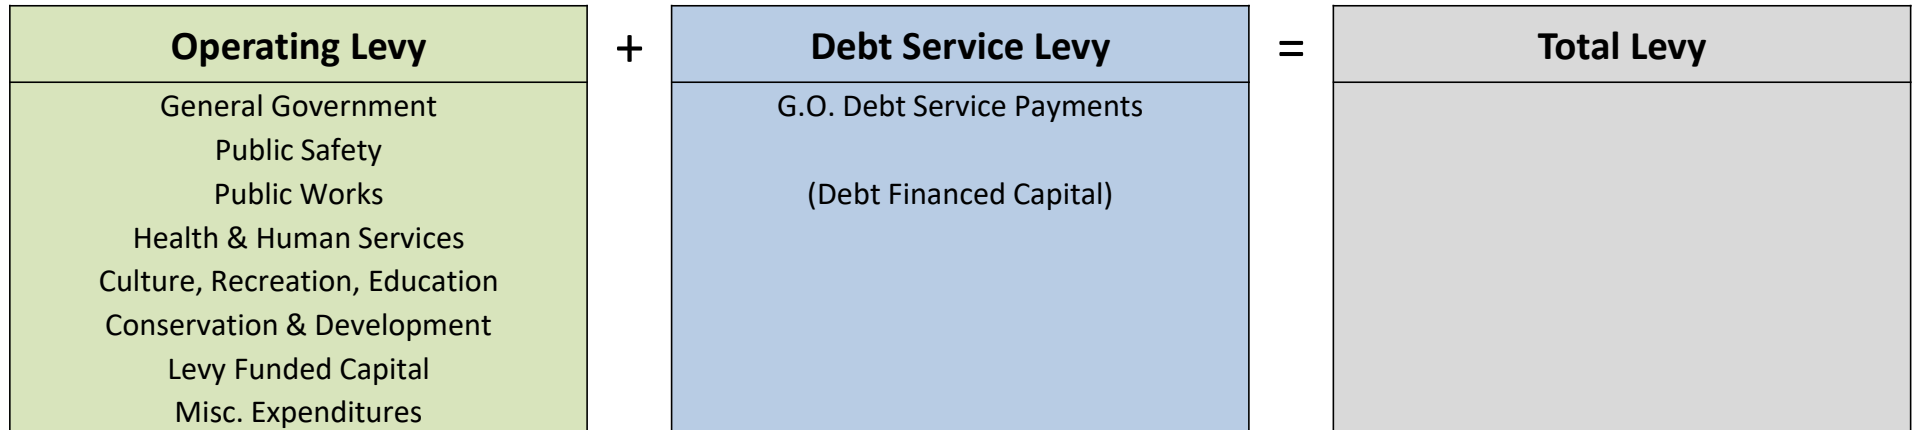 Operating Levy + Debt Service Levy = Total Levy
General Government
Public Safety
Public Works
Health & Human Services
Culture, Recreation, Education
Conservation & Development
Levy Funded Capital
Misc. Expenditures
G.O. Debt Service Payments
(Debt Financed Capital)